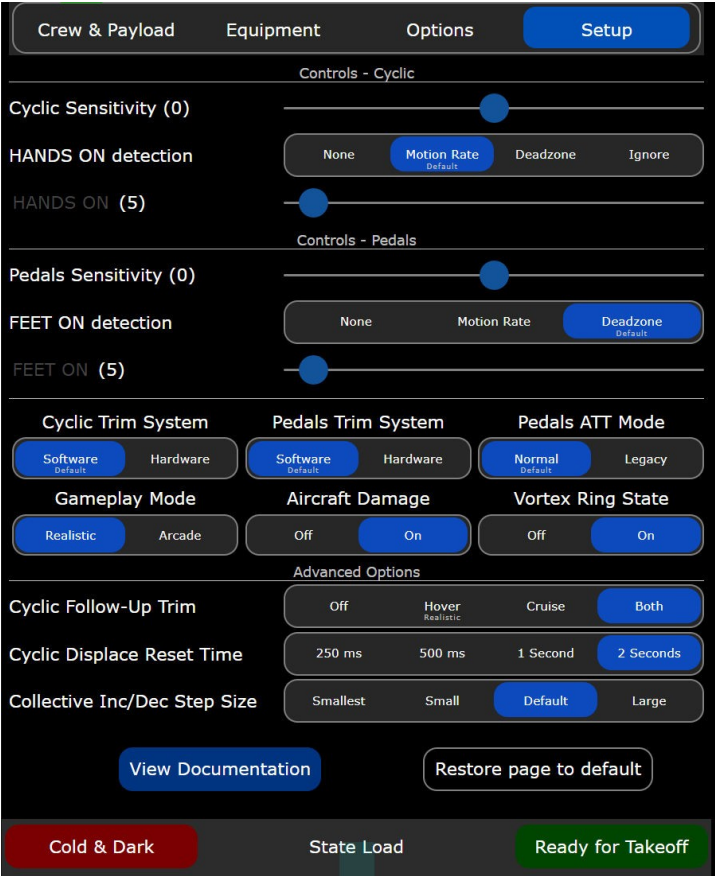 Crew & Payload Equipment Options Setup
Controls - Cyclic
Cyclic Sensitivity (0)
HANDS ON detection None Motion Rate Deadzone Ignore
Default
HANDS ON (5)
Controls - Pedals
Pedals Sensitivity (0)
FEET ON detection None Motion Rate Deadzone
Default
FEET ON (5)
Cyclic Trim System Pedals Trim System Pedals ATT Mode
Software Hardware Software Hardware Normal Legacy
Default Default Default
Gameplay Mode Aircraft Damage Vortex Ring State
Realistic Arcade Off On Off On
Advanced Options
Cyclic Follow-Up Trim Off Hover Cruise Both
Realistic
Cyclic Displace Reset Time 250 ms 500 ms 1 Second 2 Seconds
Collective Inc/Dec Step Size Smallest Small Default Large
View Documentation Restore page to default
Cold & Dark State Load Ready for Takeoff